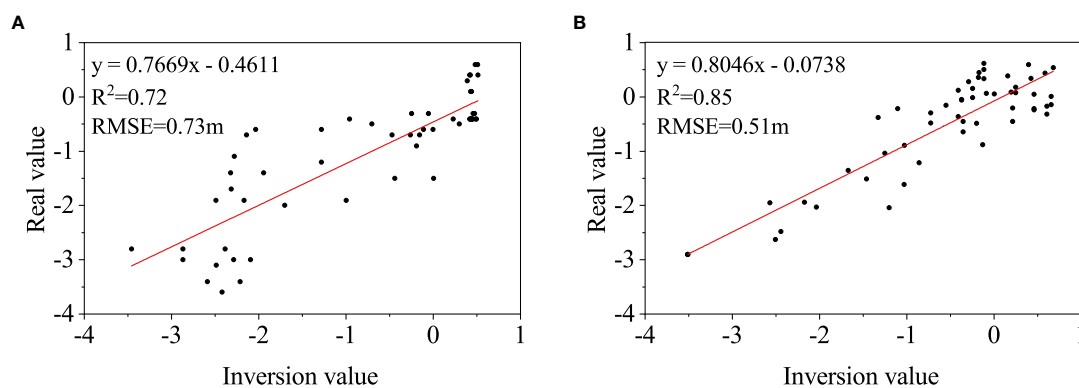 A
y = 0.7669x - 0.4611
R²=0.72
RMSE=0.73m
1
0
-1
-2
-3
-4
Real value
-4
-3
-2
-1
0
1
Inversion value
B
y = 0.8046x - 0.0738
R²=0.85
RMSE=0.51m
1
0
-1
-2
-3
-4
Real value
-4
-3
-2
-1
0
1
Inversion value